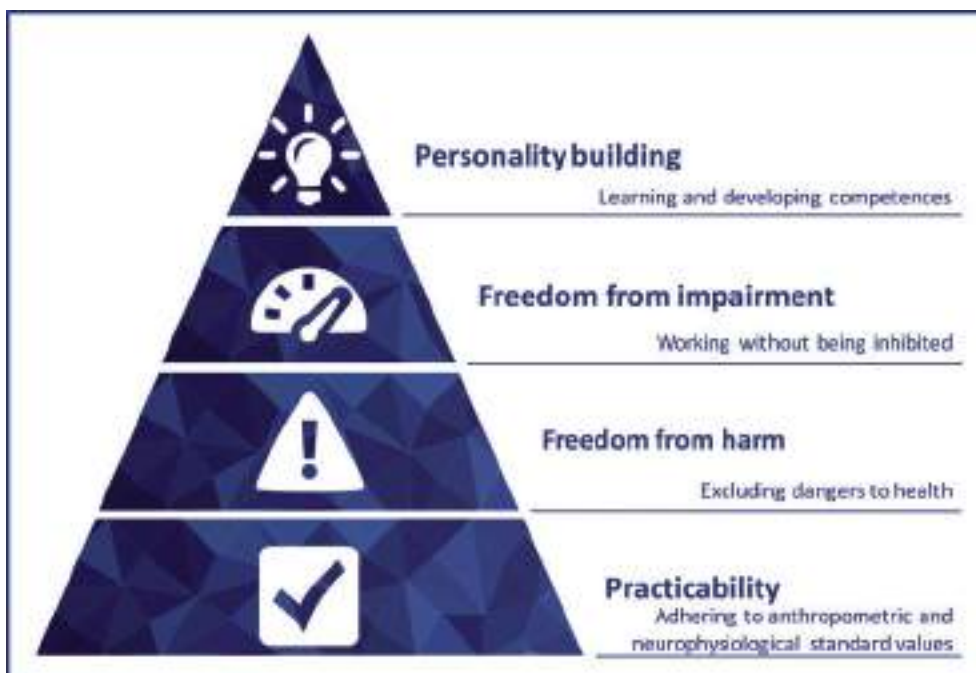 Personality building
Learning and developing competences
Freedom from impairment
Working without being inhibited
Freedom from harm
Excluding dangers to health
Practicability
Adhering to anthropometric and
neurophysiological standard values